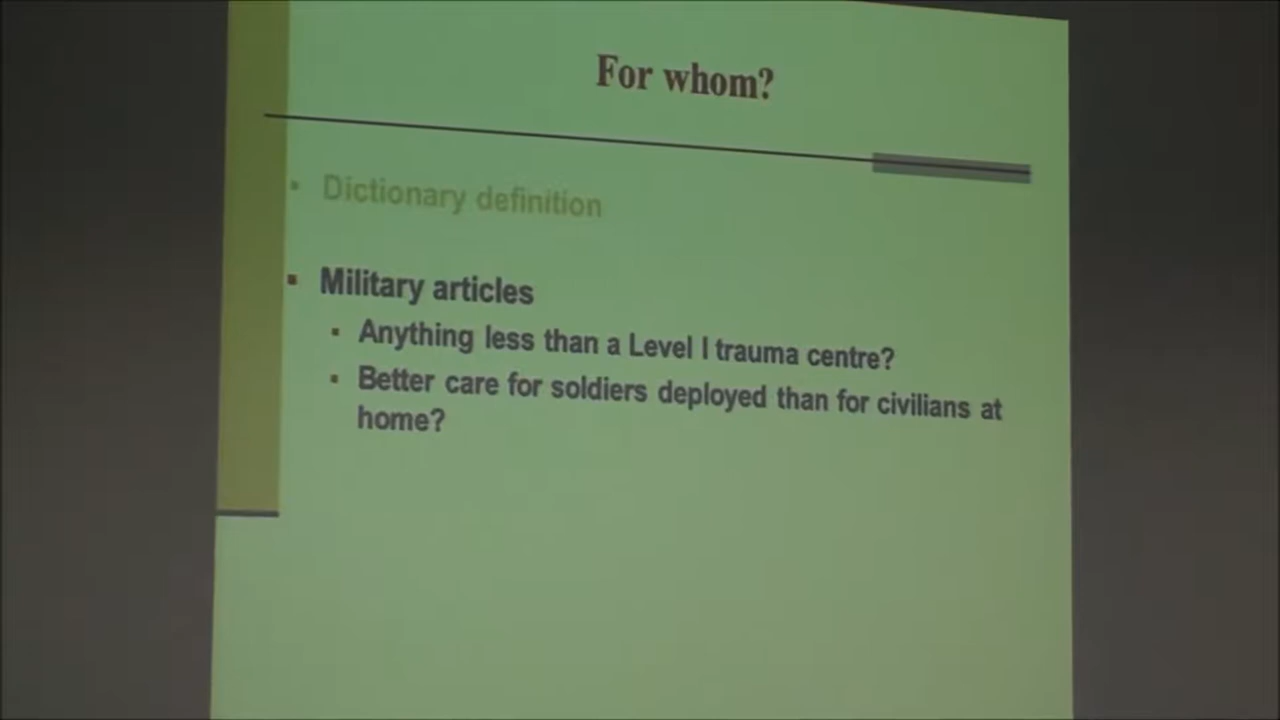 For whom?
▪ Dictionary definition
▪ Military articles
▪ Anything less than a Level I trauma centre?
▪ Better care for soldiers deployed than for civilians at
home?